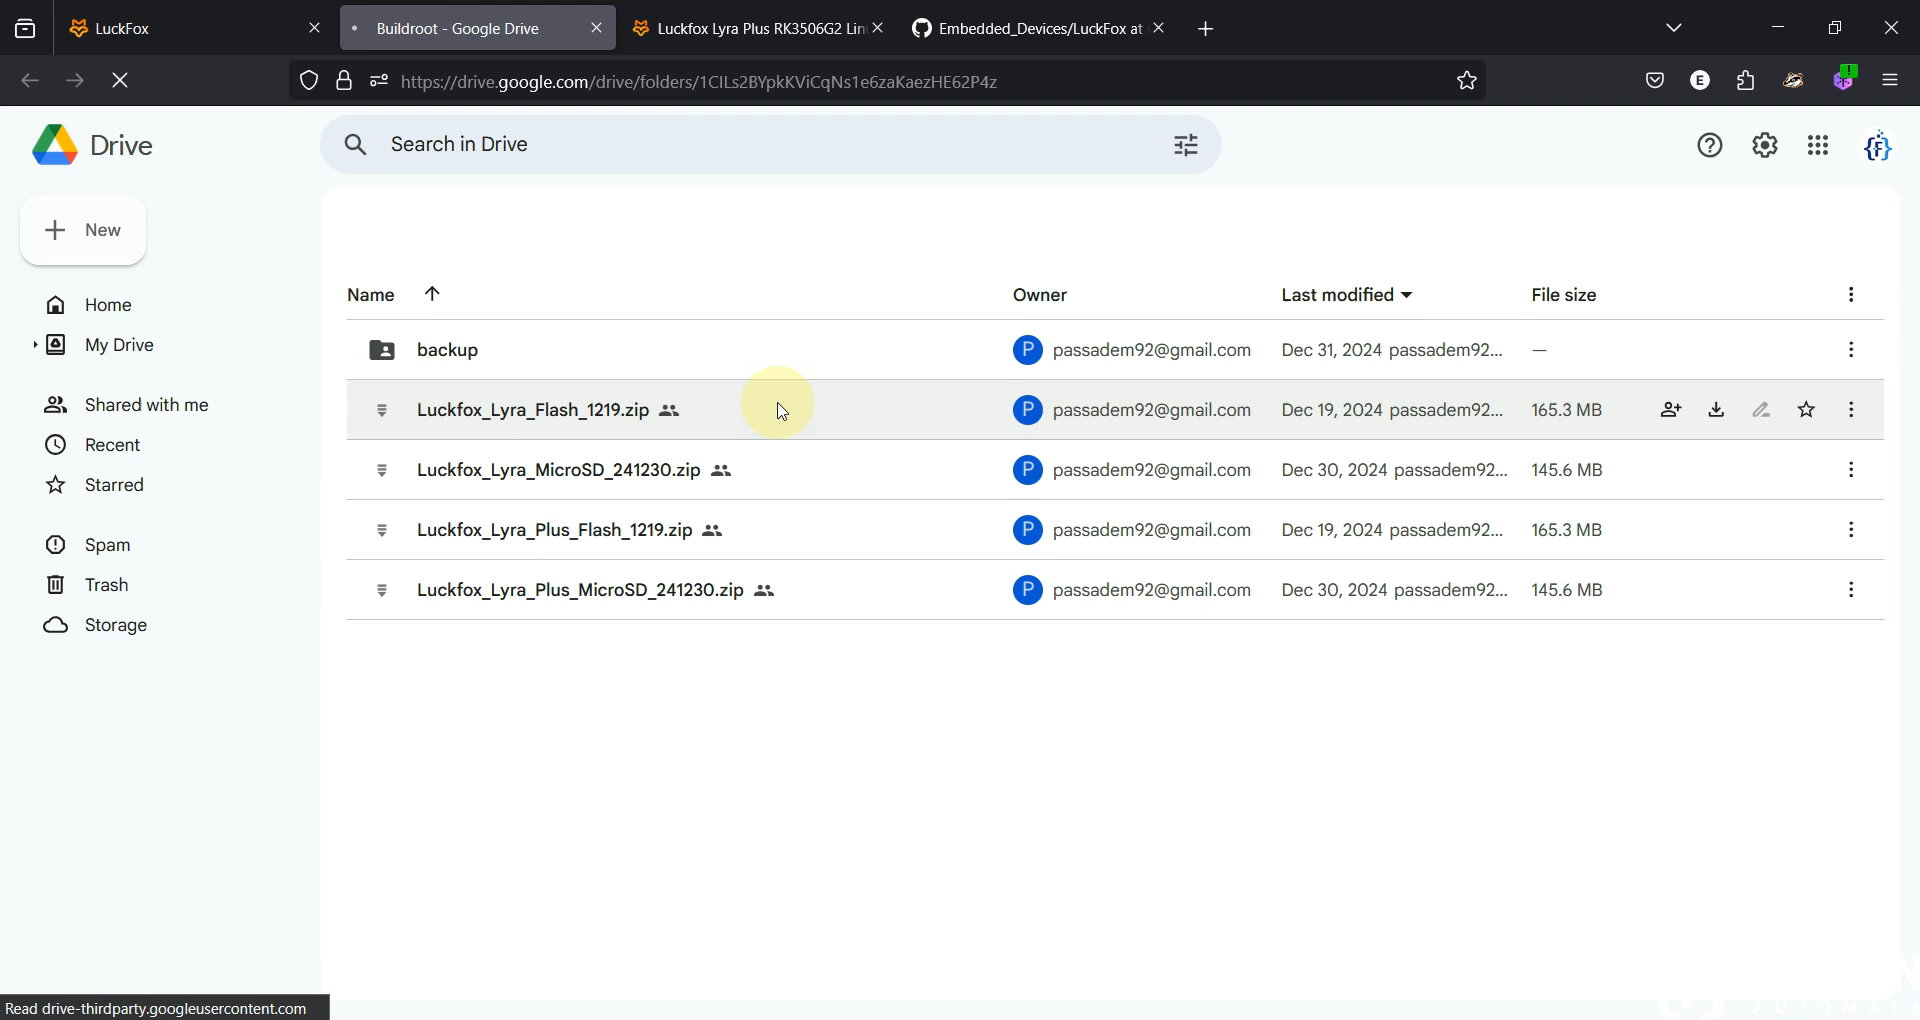 LuckFox
Buildroot - Google Drive
Luckfox Lyra Plus RK3506G2 Lin
Embedded_Devices/LuckFox at
https://drive.google.com/drive/folders/1CILs2BYpkKViCqNs1e6zaKaezHE62P4z
E
Drive
Search in Drive
{F}
New
Home
My Drive
Shared with me
Recent
Starred
Spam
Trash
Storage
Name Owner Last modified File size
backup P passadem92@gmail.com Dec 31, 2024 passadem92... —
Luckfox_Lyra_Flash_1219.zip P passadem92@gmail.com Dec 19, 2024 passadem92... 165.3 MB
Luckfox_Lyra_MicroSD_241230.zip P passadem92@gmail.com Dec 30, 2024 passadem92... 145.6 MB
Luckfox_Lyra_Plus_Flash_1219.zip P passadem92@gmail.com Dec 19, 2024 passadem92... 165.3 MB
Luckfox_Lyra_Plus_MicroSD_241230.zip P passadem92@gmail.com Dec 30, 2024 passadem92... 145.6 MB
Read drive-thirdparty.googleusercontent.com